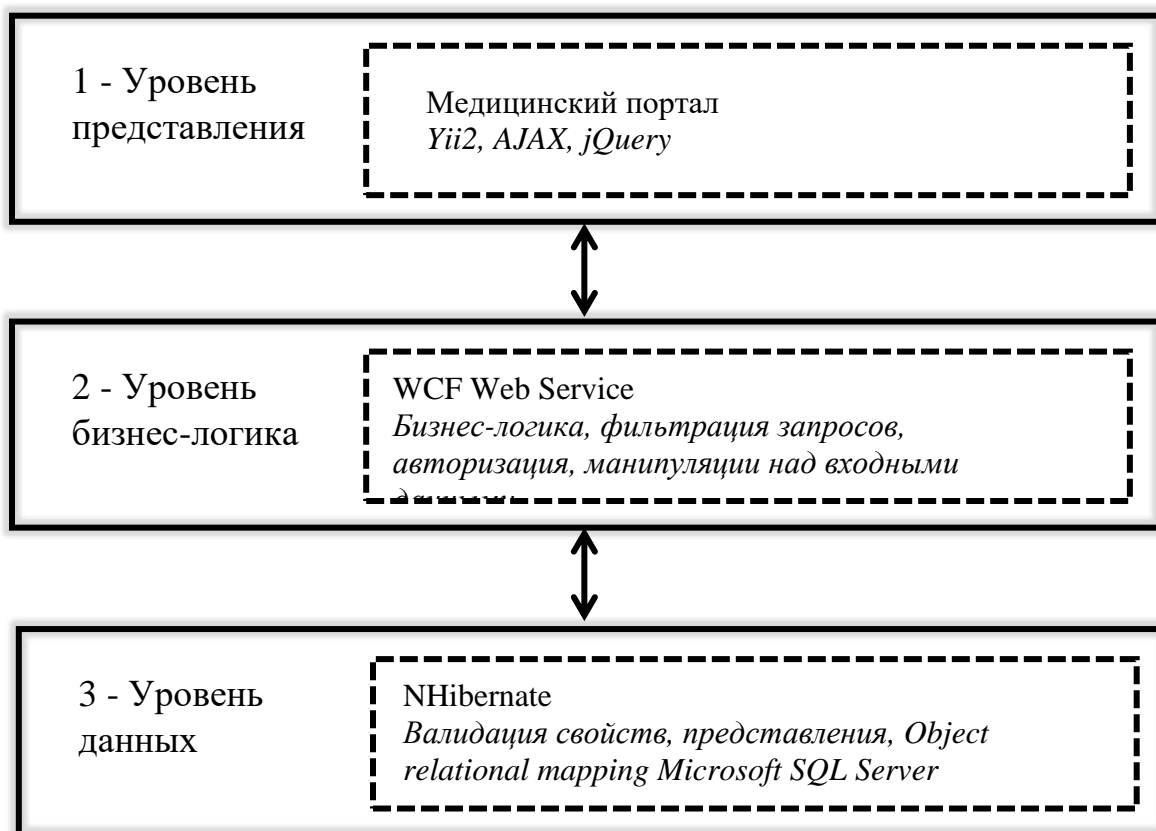 1 - Уровень
представления
Медицинский портал
Yii2, AJAX, jQuery
2 - Уровень
бизнес-логика
WCF Web Service
Бизнес-логика, фильтрация запросов,
авторизация, манипуляции над входными
3 - Уровень
данных
NHibernate
Валидация свойств, представления, Object
relational mapping Microsoft SQL Server